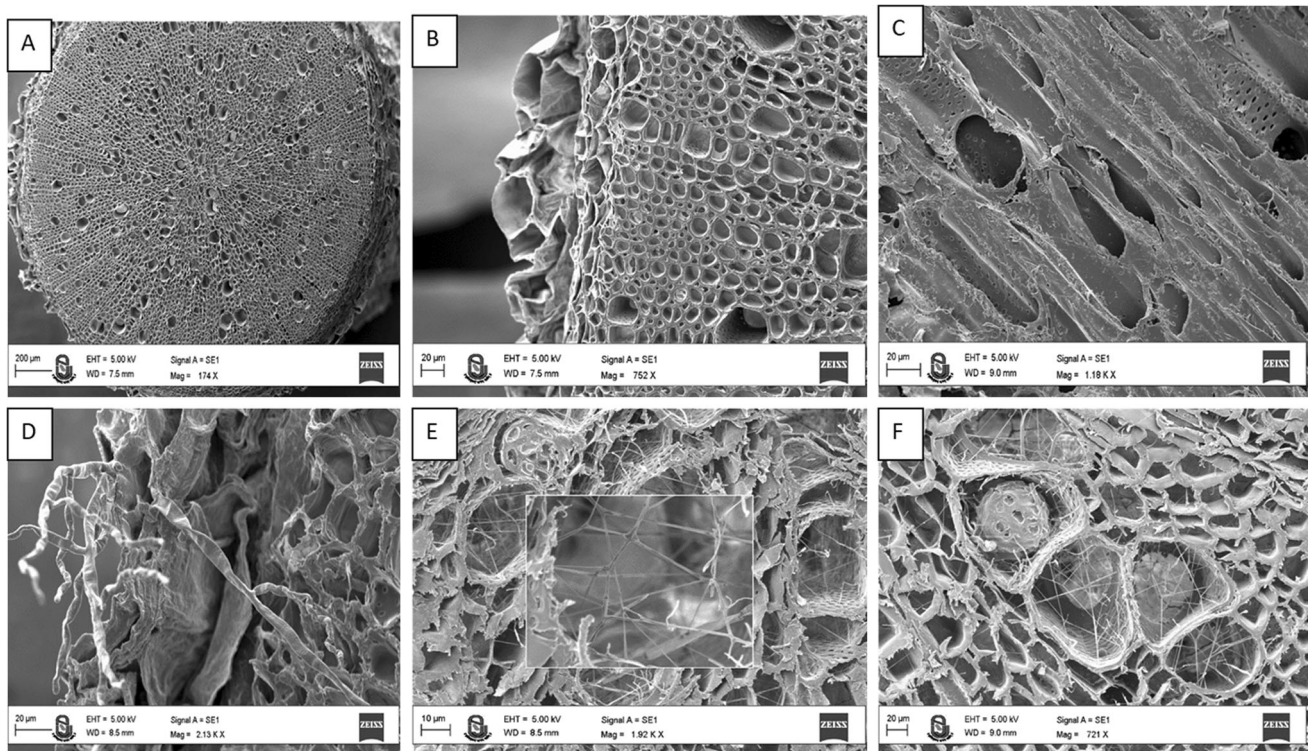 A
200 µm
EHT = 5.00 kV
WD = 7.5 mm
Signal A = SE1
Mag = 174 X
ZEISS
B
20 µm
EHT = 5.00 kV
WD = 7.5 mm
Signal A = SE1
Mag = 752 X
ZEISS
C
20 µm
EHT = 5.00 kV
WD = 9.0 mm
Signal A = SE1
Mag = 1.18 K X
ZEISS
D
20 µm
EHT = 5.00 kV
WD = 8.5 mm
Signal A = SE1
Mag = 2.13 K X
ZEISS
E
10 µm
EHT = 5.00 kV
WD = 8.5 mm
Signal A = SE1
Mag = 1.92 K X
ZEISS
F
20 µm
EHT = 5.00 kV
WD = 9.0 mm
Signal A = SE1
Mag = 721 X
ZEISS